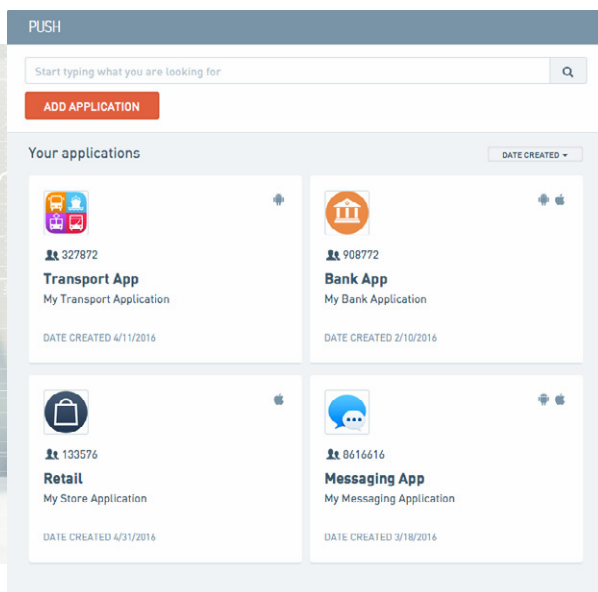 PUSH
Start typing what you are looking for
ADD APPLICATION
Your applications
DATE CREATED
327872
Transport App
My Transport Application
DATE CREATED 4/11/2016
908772
Bank App
My Bank Application
DATE CREATED 2/10/2016
133576
Retail
My Store Application
DATE CREATED 4/31/2016
8616616
Messaging App
My Messaging Application
DATE CREATED 3/18/2016